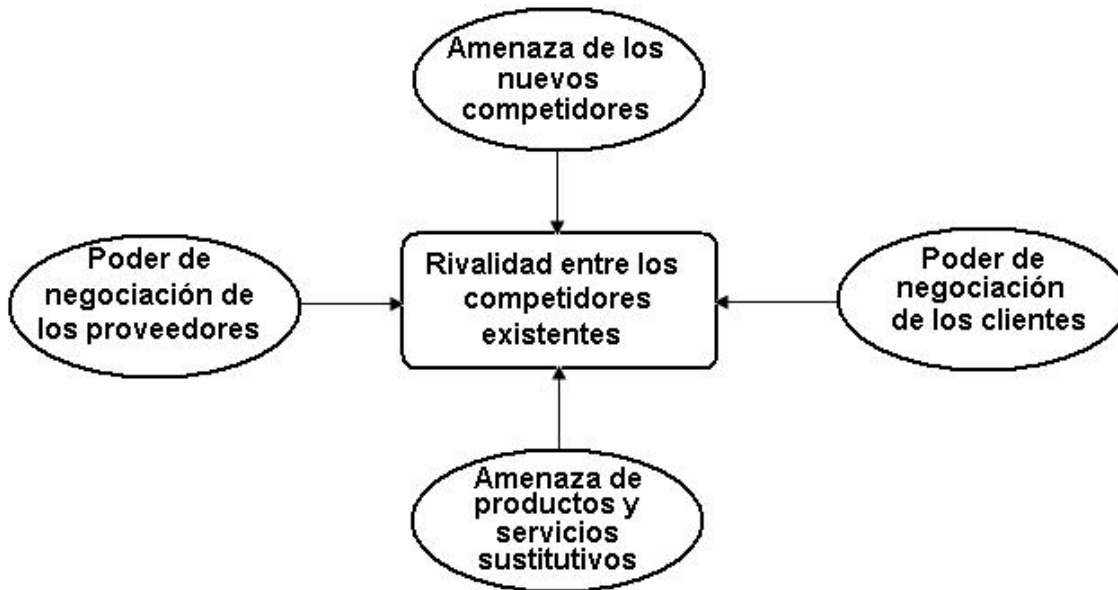 Amenaza de los
nuevos
competidores
Poder de
negociación de
los proveedores
Rivalidad entre los
competidores
existentes
Poder de
negociación
de los clientes
Amenaza de
productos y
servicios
sustitutivos